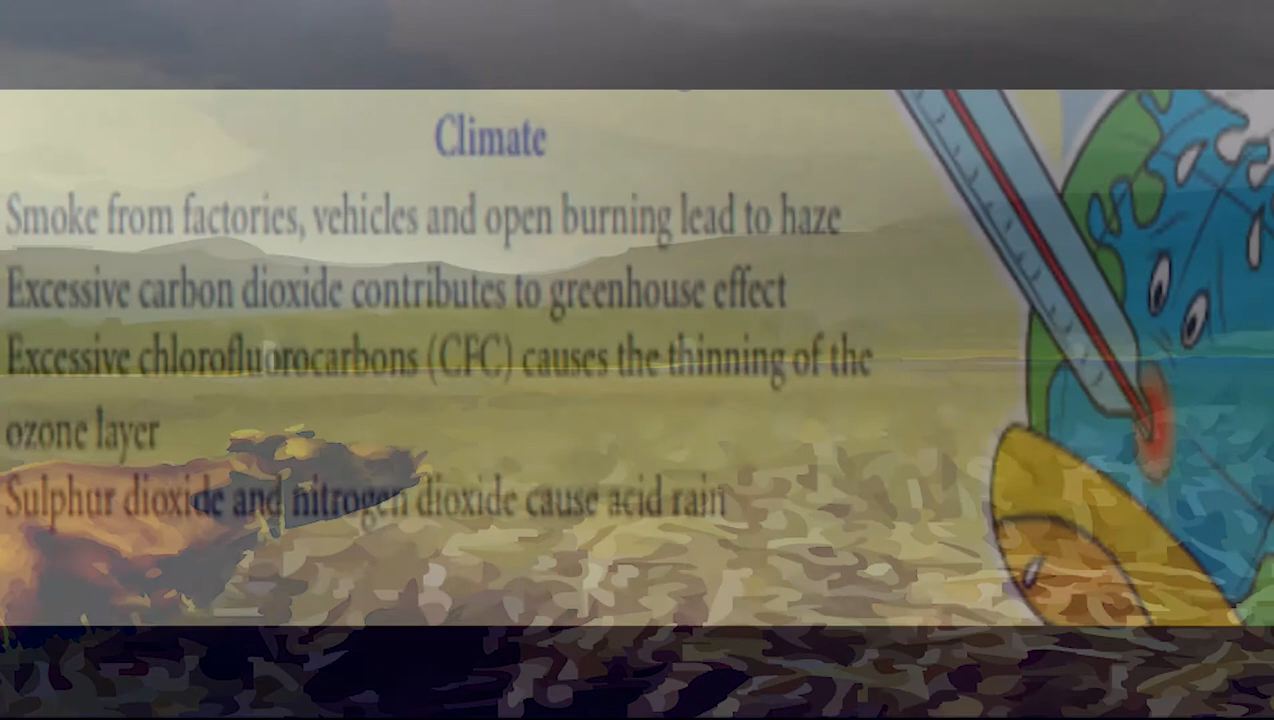 Climate
Smoke from factories, vehicles and open burning lead to haze
Excessive carbon dioxide contributes to greenhouse effect
Excessive chlorofluorocarbons (CFC) causes the thinning of the
ozone layer
Sulphur dioxide and nitrogen dioxide cause acid rain